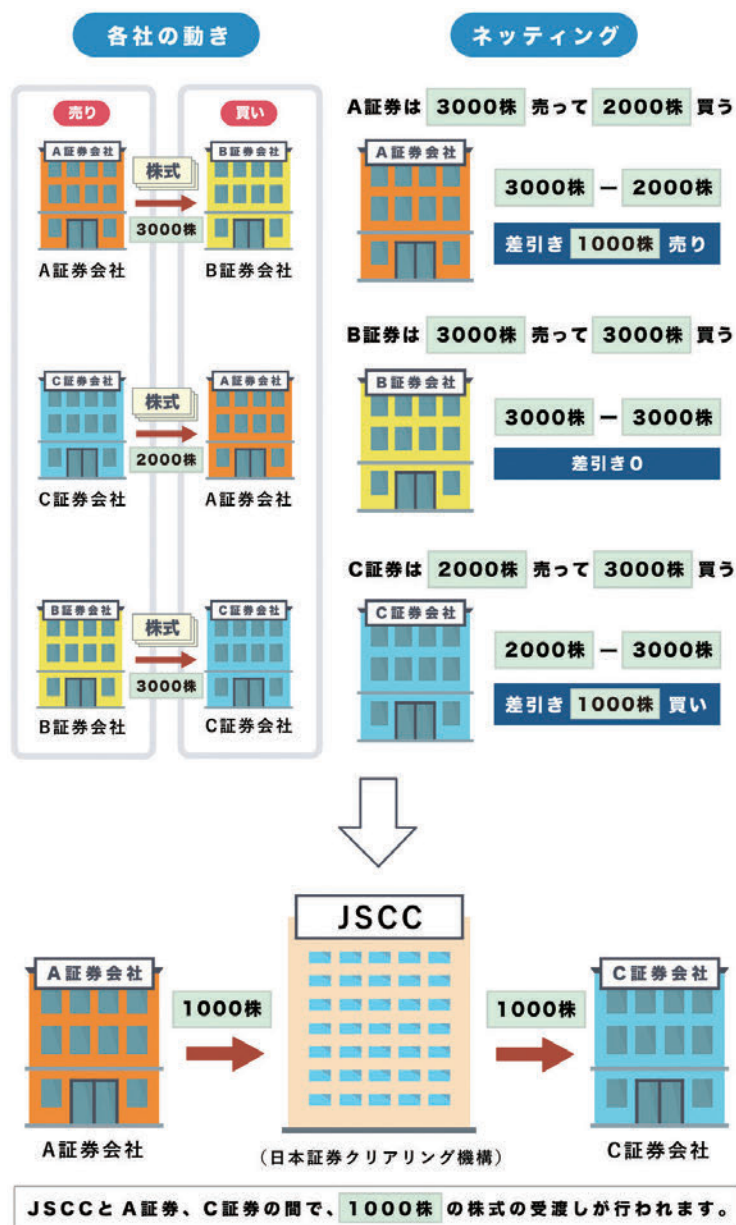 各社の動き
売り
買い
A証券会社
株式
B証券会社
3000株
A証券会社
B証券会社
C証券会社
株式
A証券会社
2000株
C証券会社
A証券会社
B証券会社
株式
C証券会社
3000株
B証券会社
C証券会社
ネッティング
A証券は 3000株 売って 2000株 買う
A証券会社
3000株 ー 2000株
差引き 1000株 売り
B証券は 3000株 売って 3000株 買う
B証券会社
3000株 ー 3000株
差引き0
C証券は 2000株 売って 3000株 買う
C証券会社
2000株 ー 3000株
差引き 1000株 買い
JSCC
A証券会社
1000株
1000株
C証券会社
A証券会社
(日本証券クリアリング機構)
C証券会社
JSCCと A証券、C証券の間で、1000株 の株式の受渡しが行われます。